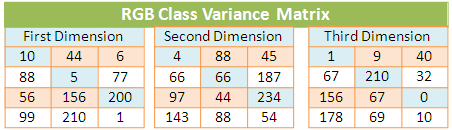 RGB Class Variance Matrix
First Dimension Second Dimension Third Dimension
10 44 6 4 88 45 1 9 40
88 5 77 66 66 187 67 210 32
56 156 200 97 44 234 156 67 0
99 210 1 143 88 54 178 69 10